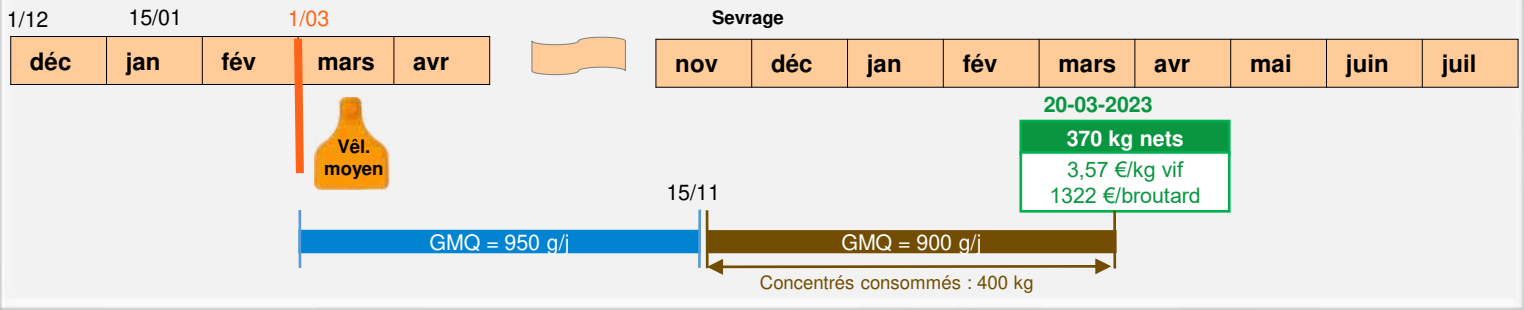 1/12 15/01 1/03 Sevrage
déc jan fév mars avr nov déc jan fév mars avr mai juin juil
20-03-2023
370 kg nets
3,57 €/kg vif
1322 €/broutard
Vêl.
moyen
15/11
GMQ = 950 g/j GMQ = 900 g/j
Concentrés consommés : 400 kg